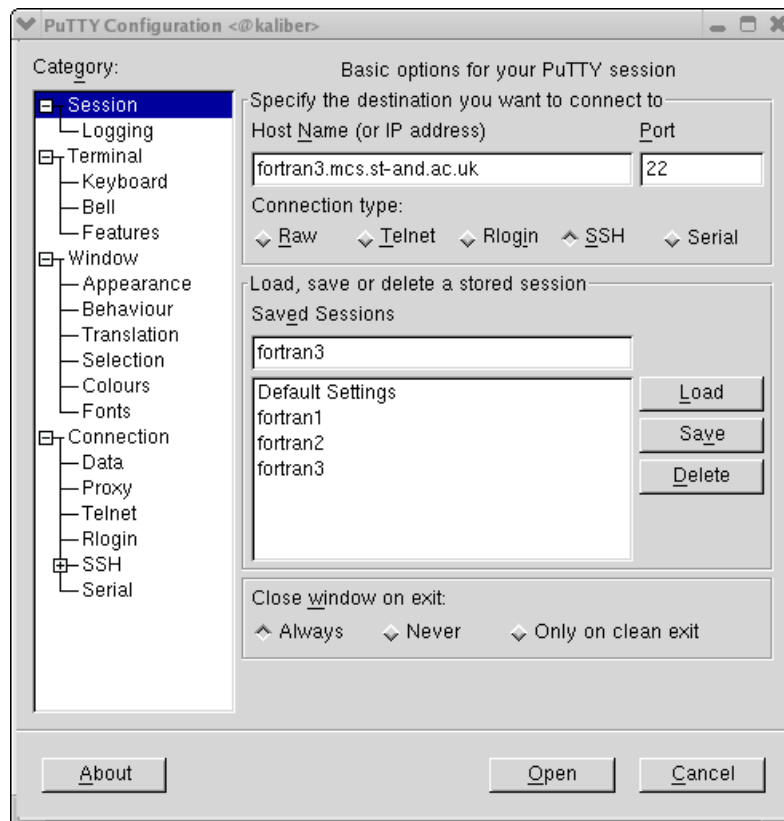 PuTTY Configuration <@kaliber>
Category:
Session
Logging
Terminal
Keyboard
Bell
Features
Window
Appearance
Behaviour
Translation
Selection
Colours
Fonts
Connection
Data
Proxy
Telnet
Rlogin
SSH
Serial
Basic options for your PuTTY session
Specify the destination you want to connect to
Host Name (or IP address) Port
fortran3.mcs.st-and.ac.uk 22
Connection type:
Raw Telnet Rlogin SSH Serial
Load, save or delete a stored session
Saved Sessions
fortran3
Default Settings
fortran1
fortran2
fortran3
Load
Save
Delete
Close window on exit:
Always Never Only on clean exit
About Open Cancel